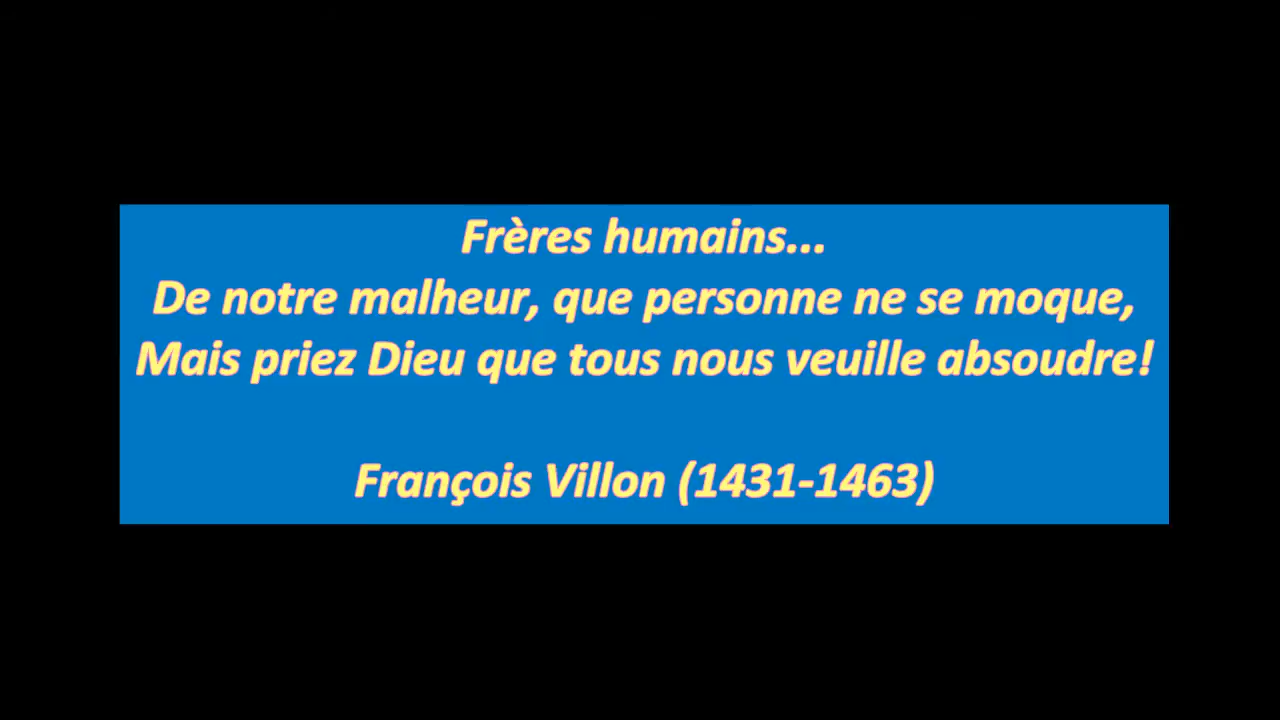 Frères humains...
De notre malheur, que personne ne se moque,
Mais priez Dieu que tous nous veuille absoudre!
François Villon (1431-1463)